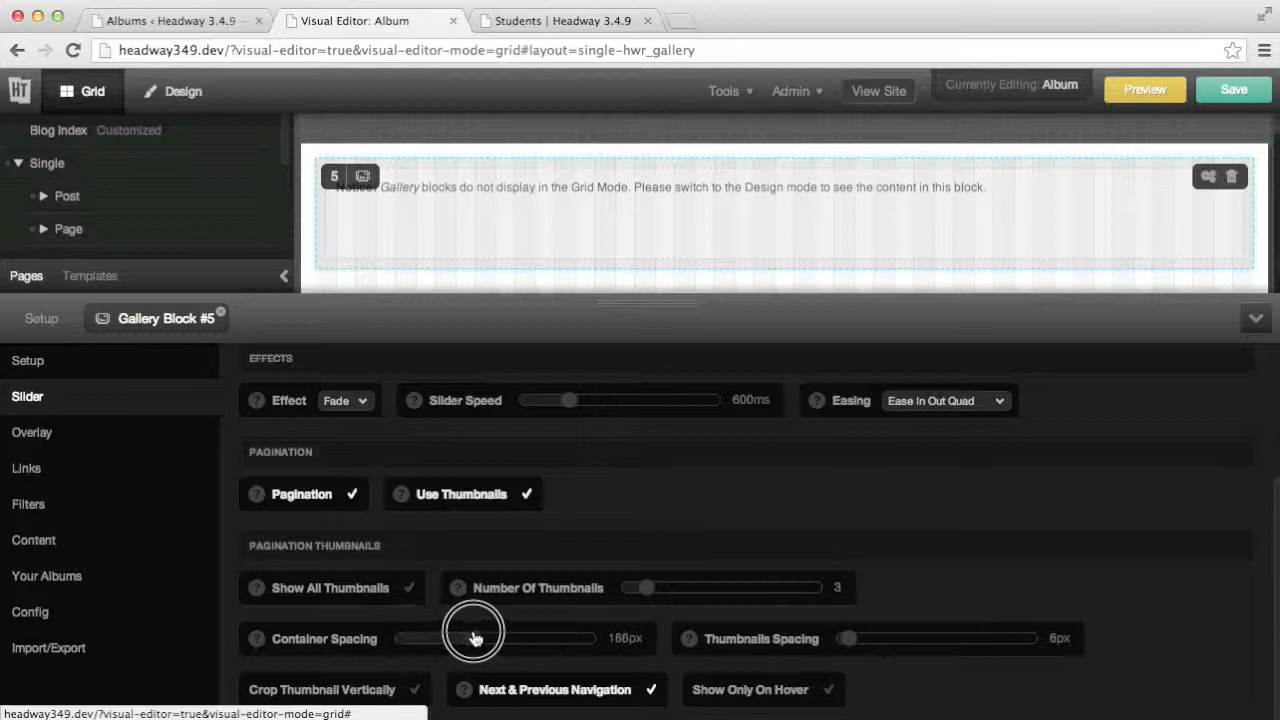 Albums ‹ Headway 3.4.9 –
Visual Editor: Album
Students | Headway 3.4.9
headway349.dev/?visual-editor=true&visual-editor-mode=grid#layout=single-hwr_gallery
HT Grid Design Tools Admin View Site Currently Editing: Album Preview Save
Blog Index Customized
Single
Post
Page
Pages Templates
5
Notice: Gallery blocks do not display in the Grid Mode. Please switch to the Design mode to see the content in this block.
Setup Gallery Block #5
Setup
Slider
Overlay
Links
Filters
Content
Your Albums
Config
Import/Export
EFFECTS
? Effect Fade ? Slider Speed 600ms ? Easing Ease In Out Quad
PAGINATION
? Pagination ? Use Thumbnails
PAGINATION THUMBNAILS
? Show All Thumbnails ? Number Of Thumbnails 3
? Container Spacing 188px ? Thumbnails Spacing 6px
Crop Thumbnail Vertically ? Next & Previous Navigation Show Only On Hover
headway349.dev/?visual-editor=true&visual-editor-mode=grid#